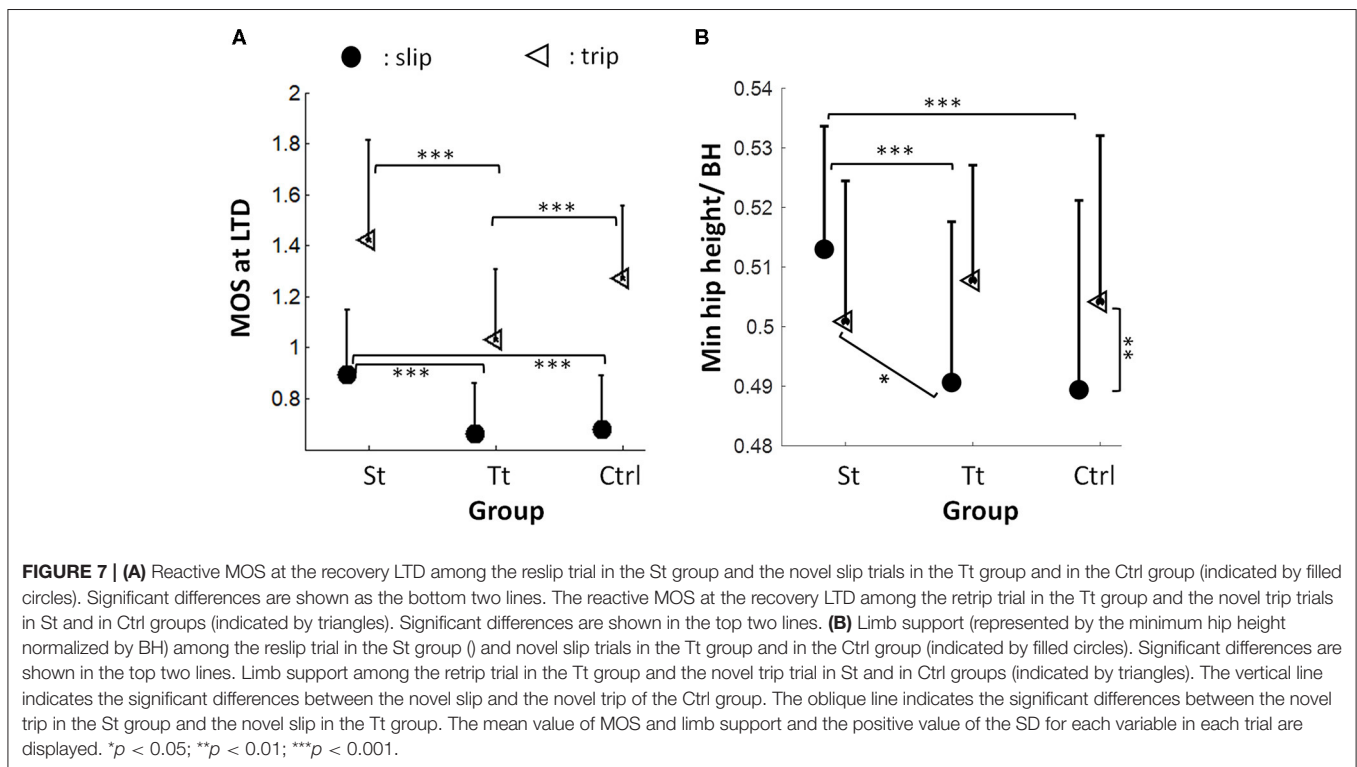 A
: slip
: trip
MOS at LTD
2
1.8
1.6
1.4
1.2
1
0.8
***
***
***
***
St
Tt
Ctrl
Group
B
Min hip height/ BH
0.54
0.53
0.52
0.51
0.5
0.49
0.48
***
***
*
**
St
Tt
Ctrl
Group
FIGURE 7 | (A) Reactive MOS at the recovery LTD among the reslip trial in the St group and the novel slip trials in the Tt group and in the Ctrl group (indicated by filled
circles). Significant differences are shown as the bottom two lines. The reactive MOS at the recovery LTD among the retrip trial in the Tt group and the novel trip trials
in St and in Ctrl groups (indicated by triangles). Significant differences are shown in the top two lines. (B) Limb support (represented by the minimum hip height
normalized by BH) among the reslip trial in the St group () and novel slip trials in the Tt group and in the Ctrl group (indicated by filled circles). Significant differences are
shown in the top two lines. Limb support among the retrip trial in the Tt group and the novel trip trial in St and in Ctrl groups (indicated by triangles). The vertical line
indicates the significant differences between the novel slip and the novel trip of the Ctrl group. The oblique line indicates the significant differences between the novel
trip in the St group and the novel slip in the Tt group. The mean value of MOS and limb support and the positive value of the SD for each variable in each trial are
displayed. *p < 0.05; **p < 0.01; ***p < 0.001.